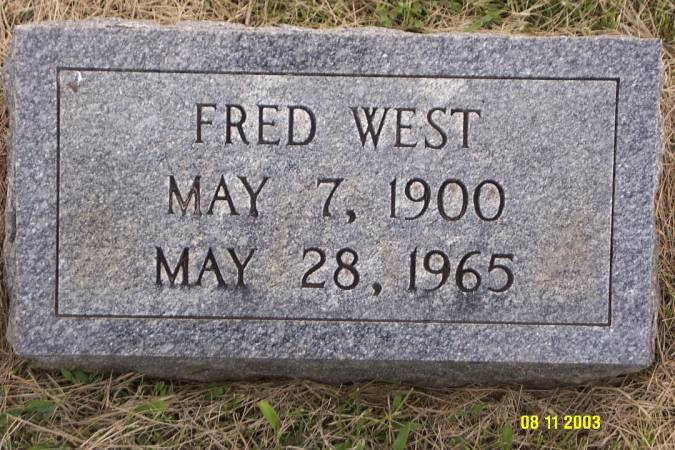 FRED WEST
MAY 7, 1900
MAY 28, 1965
08 11 2003